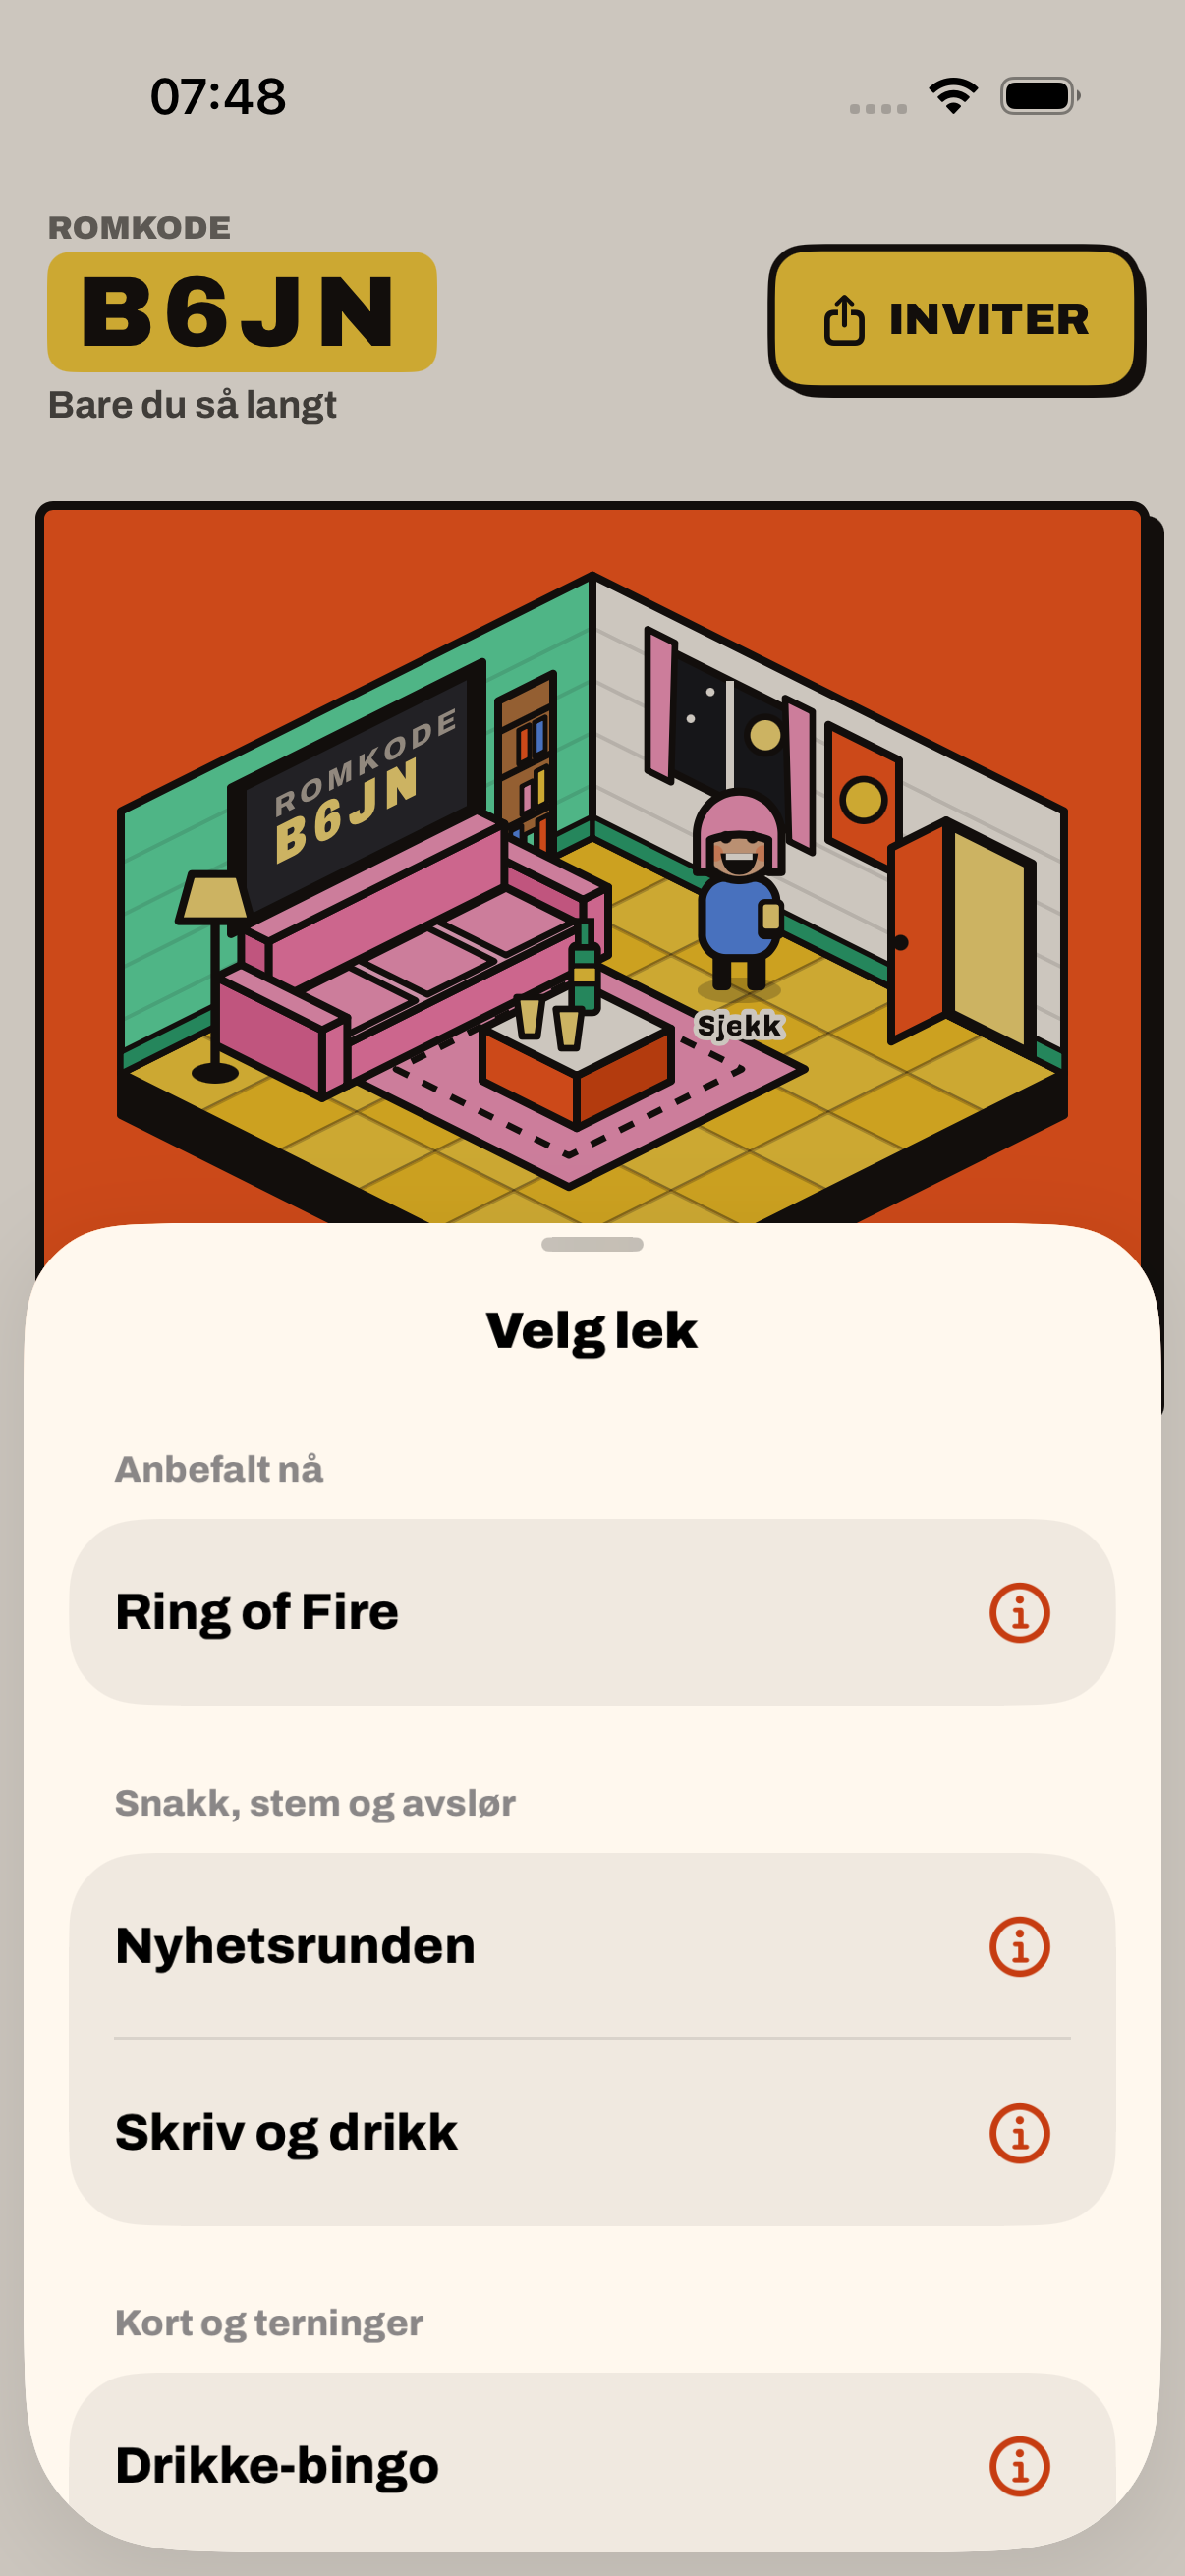 07:48
ROMKODE
B6JN
Bare du så langt
INVITER
ROMKODE
B6JN
Sjekk
Velg lek
Anbefalt nå
Ring of Fire
Snakk, stem og avslør
Nyhetsrunden
Skriv og drikk
Kort og terninger
Drikke-bingo